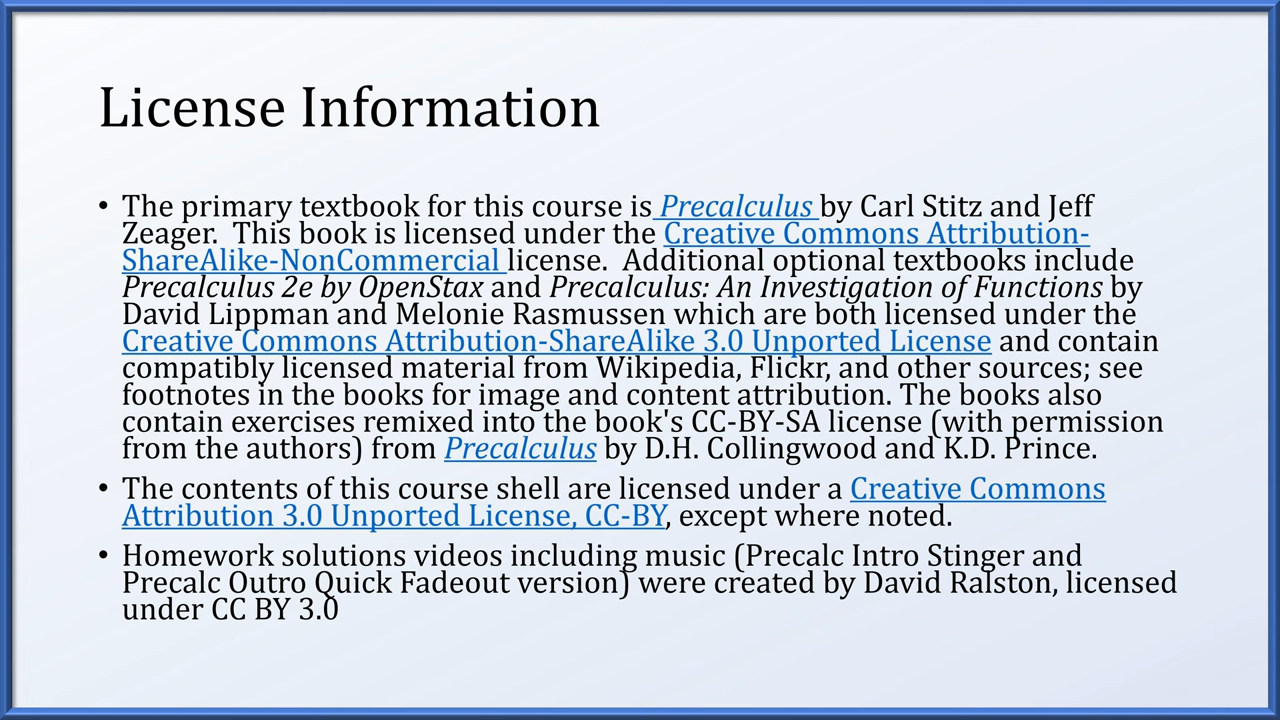 License Information
• The primary textbook for this course is Precalculus by Carl Stitz and Jeff
Zeager.  This book is licensed under the Creative Commons Attribution-
ShareAlike-NonCommercial license.  Additional optional textbooks include
Precalculus 2e by OpenStax and Precalculus: An Investigation of Functions by
David Lippman and Melonie Rasmussen which are both licensed under the
Creative Commons Attribution-ShareAlike 3.0 Unported License and contain
compatibly licensed material from Wikipedia, Flickr, and other sources; see
footnotes in the books for image and content attribution. The books also
contain exercises remixed into the book's CC-BY-SA license (with permission
from the authors) from Precalculus by D.H. Collingwood and K.D. Prince.
• The contents of this course shell are licensed under a Creative Commons
Attribution 3.0 Unported License, CC-BY, except where noted.
• Homework solutions videos including music (Precalc Intro Stinger and
Precalc Outro Quick Fadeout version) were created by David Ralston, licensed
under CC BY 3.0